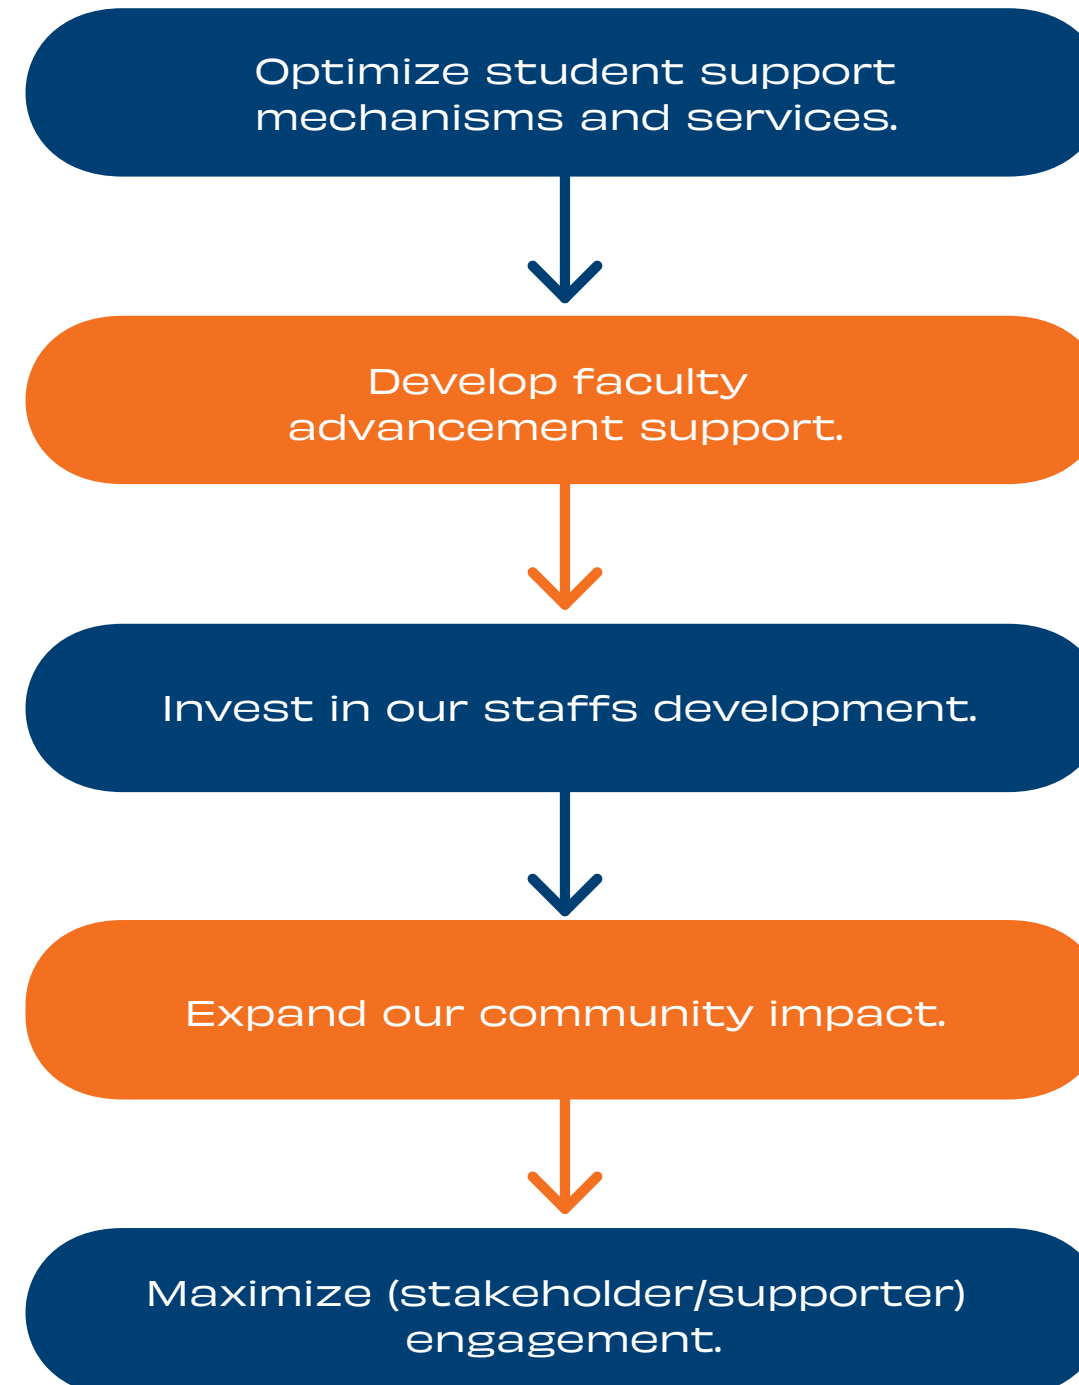 Optimize student support
mechanisms and services.
Develop faculty
advancement support.
Invest in our staffs development.
Expand our community impact.
Maximize (stakeholder/supporter)
engagement.